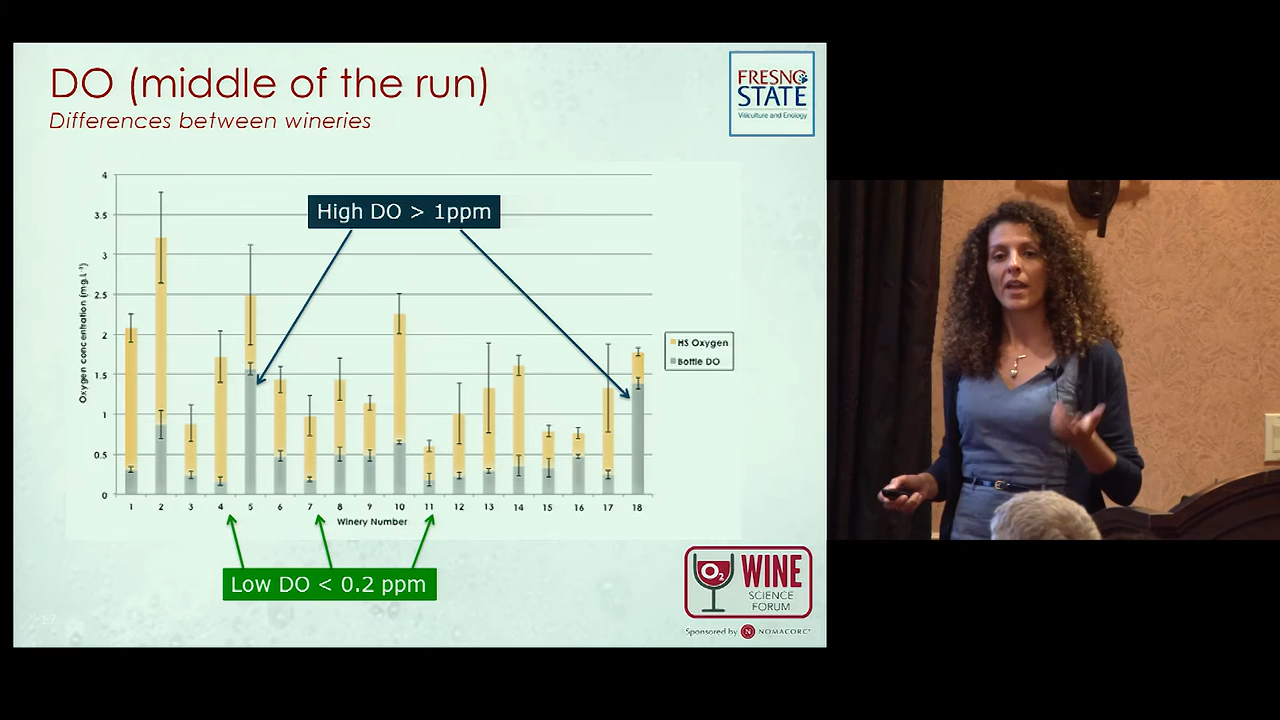 DO (middle of the run)
Differences between wineries
FRESNO
STATE
Viticulture and Enology
4
3.5
3
2.5
2
1.5
1
0.5
0
Oxygen concentration (mg.L⁻¹)
High DO > 1ppm
HS Oxygen
Bottle DO
1 2 3 4 5 6 7 8 9 10 11 12 13 14 15 16 17 18
Winery Number
Low DO < 0.2 ppm
17
O₂ WINE
SCIENCE
FORUM
Sponsored by N NOMACORC